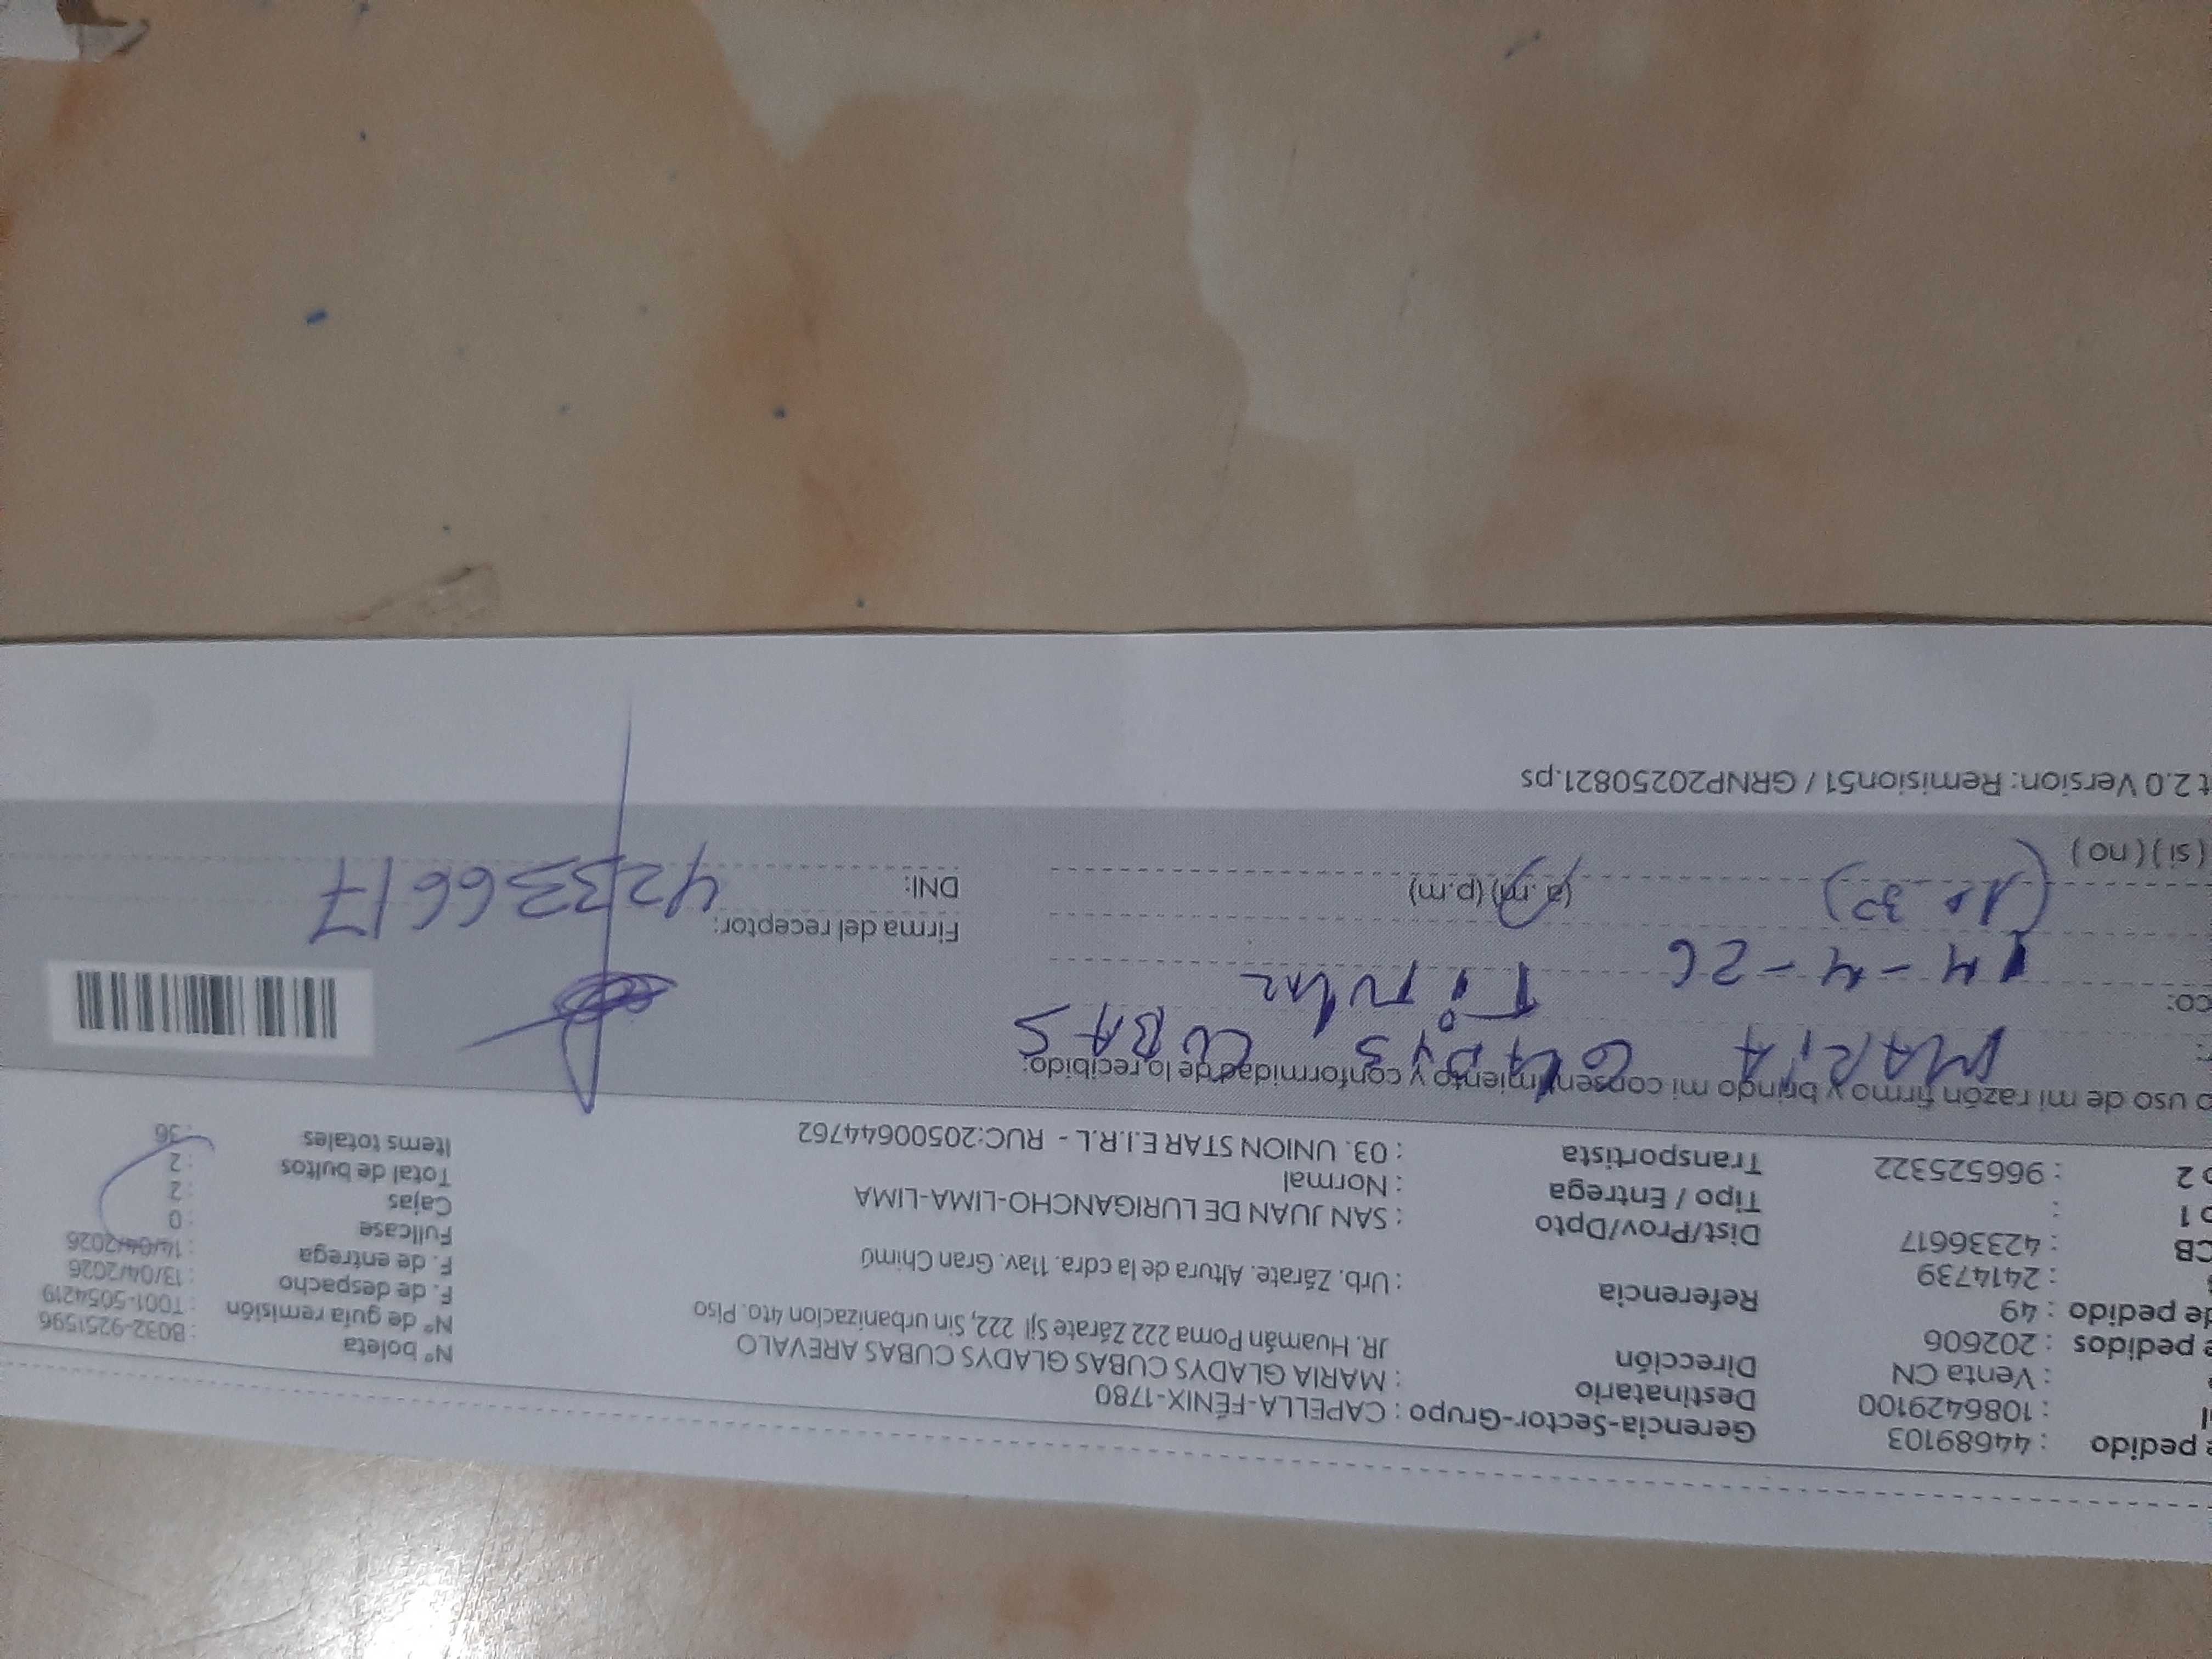 e pedido : 44689103 Gerencia-Sector-Grupo : CAPELLA-FÉNIX-1780
: 1086429100 Destinatario : MARIA GLADYS CUBAS GLADYS CUBAS AREVALO Nº boleta : B032-9251596
: Venta CN Dirección JR. Huamán Poma 222 Zárate Sjl 222, Sin urbanizacion 4to. Piso Nº de guía remisión : T001-5054219
e pedidos : 202606 F. de despacho : 13/04/2026
de pedido : 49 Referencia : Urb. Zárate. Altura de la cdra. 11av. Gran Chimú F. de entrega : 14/04/2026
: 2414739 Fullcase : 0
CB : 42336617 Dist/Prov/Dpto : SAN JUAN DE LURIGANCHO-LIMA-LIMA Cajas : 2
o 1 : Tipo / Entrega : Normal Total de bultos : 2
o 2 : 966525322 Transportista : 03. UNION STAR E.I.R.L - RUC:20500644762 Items totales : 36
o uso de mi razón firmo y brindo mi consentimiento y conformidad de lo recibido:
: MARIA GLADYS CUBAS
co: Titular
14-4-26 Firma del receptor:
(a.m) (p.m) DNI: 42336617
(si) (no)
t 2.0 Version: Remision51 / GRNP20250821.ps